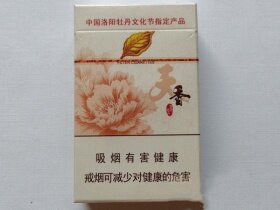 中国洛阳牡丹文化节指定产品
天香
吸烟有害健康
戒烟可减少对健康的危害